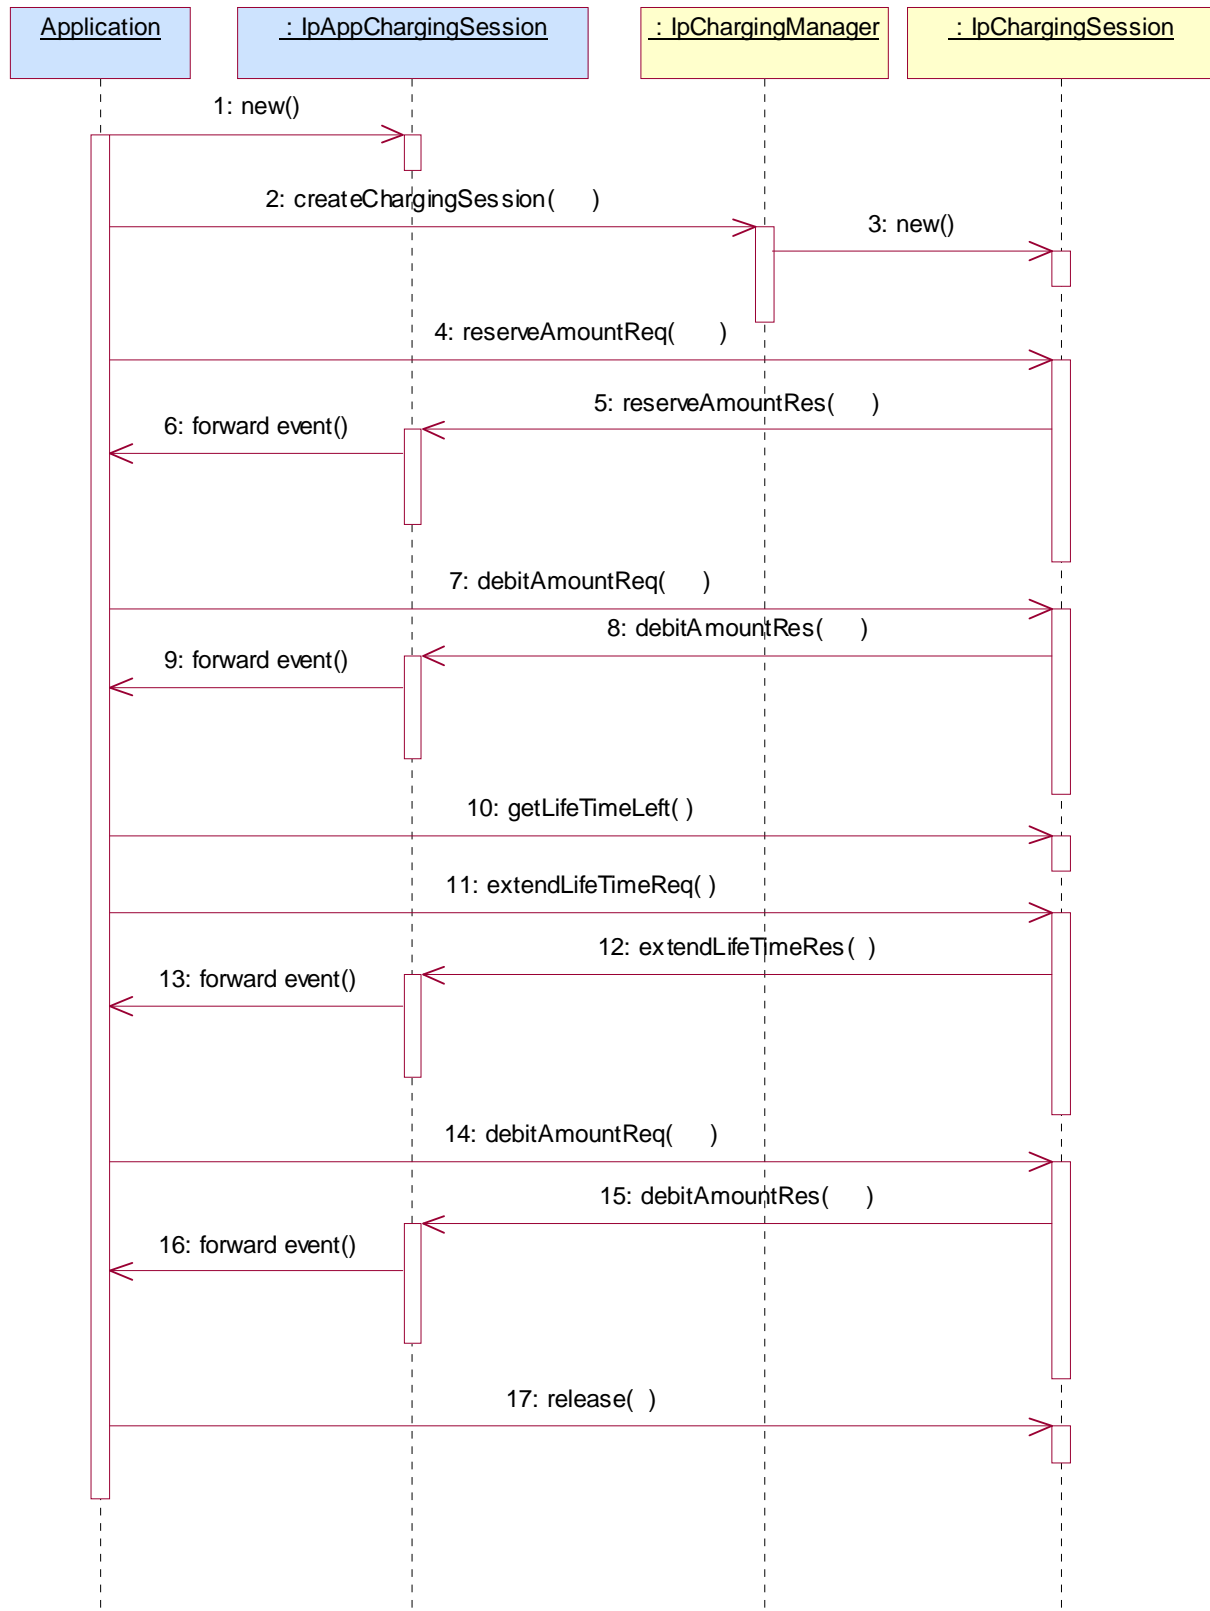 Application
: IpAppChargingSession
: IpChargingManager
: IpChargingSession
1: new()
2: createChargingSession( )
3: new()
4: reserveAmountReq( )
5: reserveAmountRes( )
6: forward event()
7: debitAmountReq( )
8: debitAmountRes( )
9: forward event()
10: getLifeTimeLeft( )
11: extendLifeTimeReq( )
12: extendLifeTimeRes( )
13: forward event()
14: debitAmountReq( )
15: debitAmountRes( )
16: forward event()
17: release( )